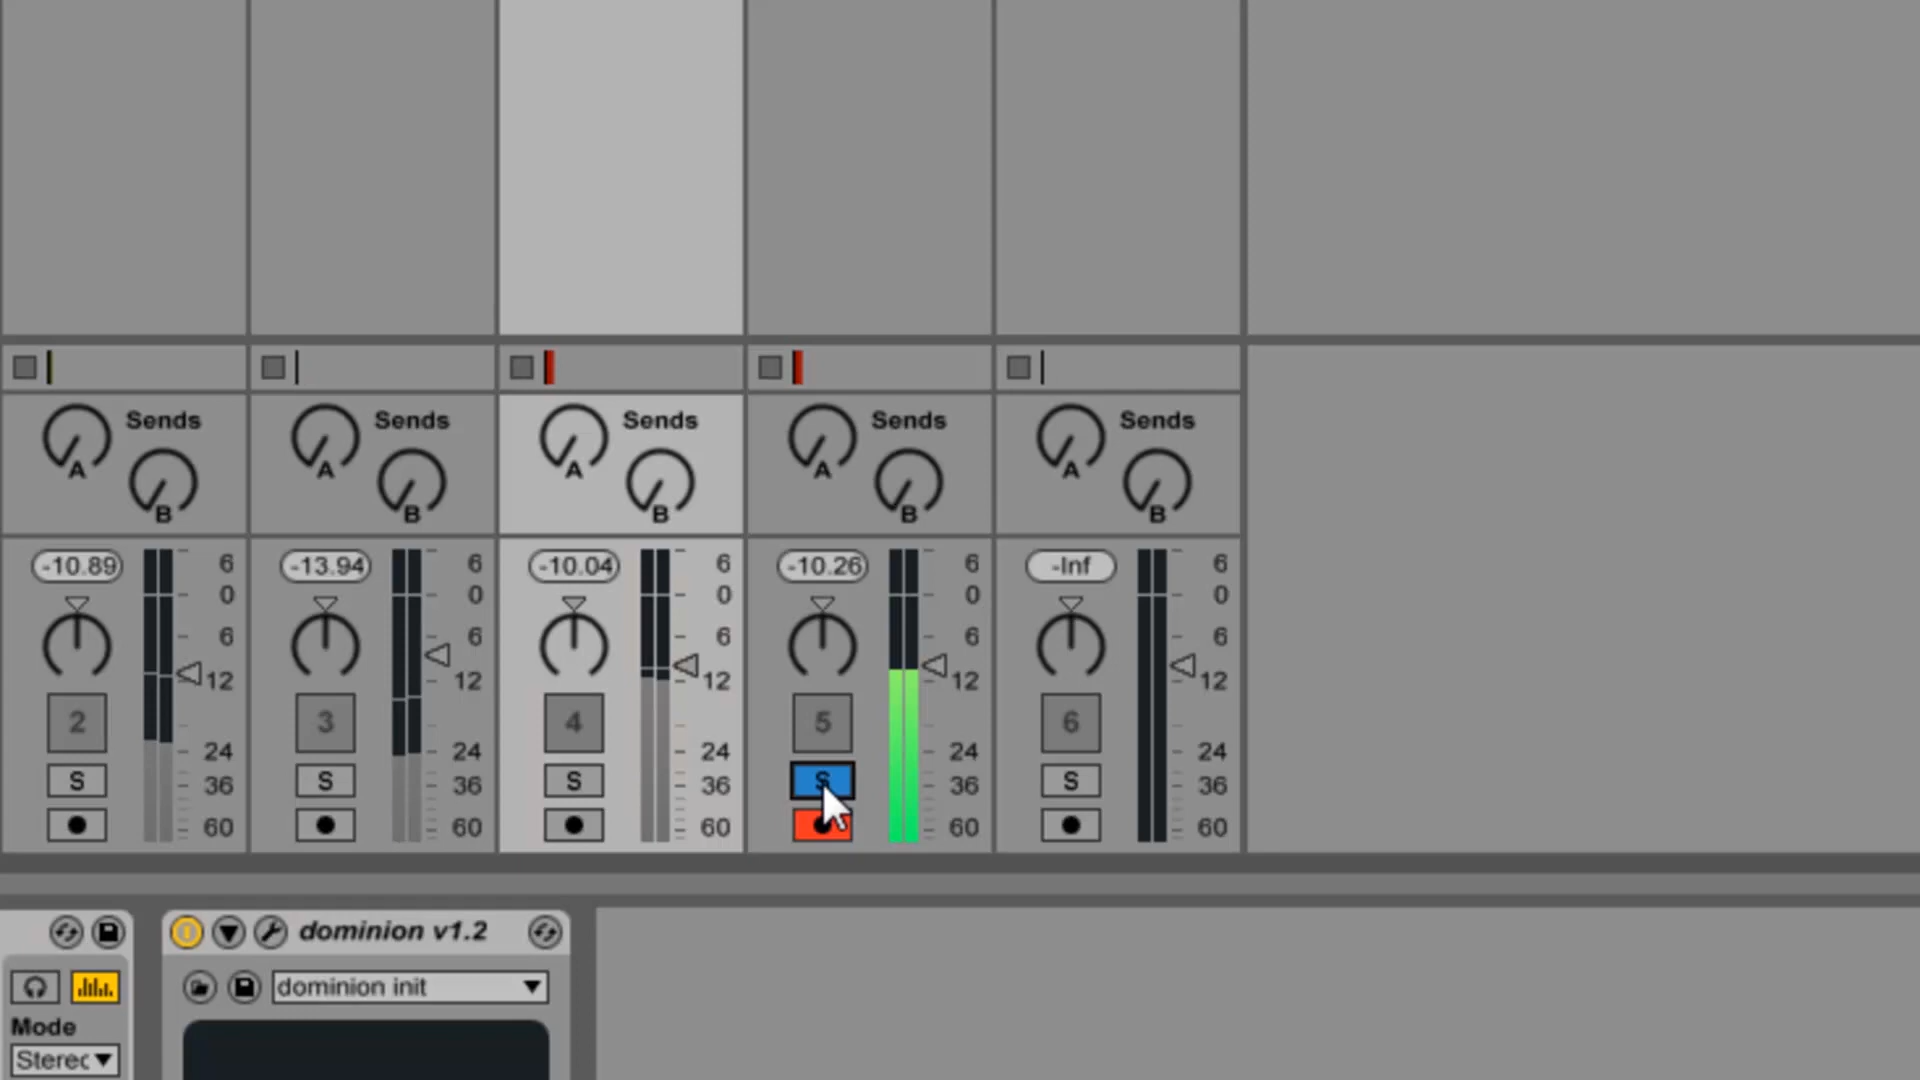 Sends Sends Sends Sends Sends
A A A A A
B B B B B
-10.89 6 -13.94 6 -10.04 6 -10.26 6 -Inf 6
0 0 0 0 0
6 6 6 6 6
12 12 12 12 12
2 3 4 5 6
24 24 24 24 24
S 36 S 36 S 36 S 36 S 36
60 60 60 60 60
dominion v1.2
dominion init
Mode
Stereo